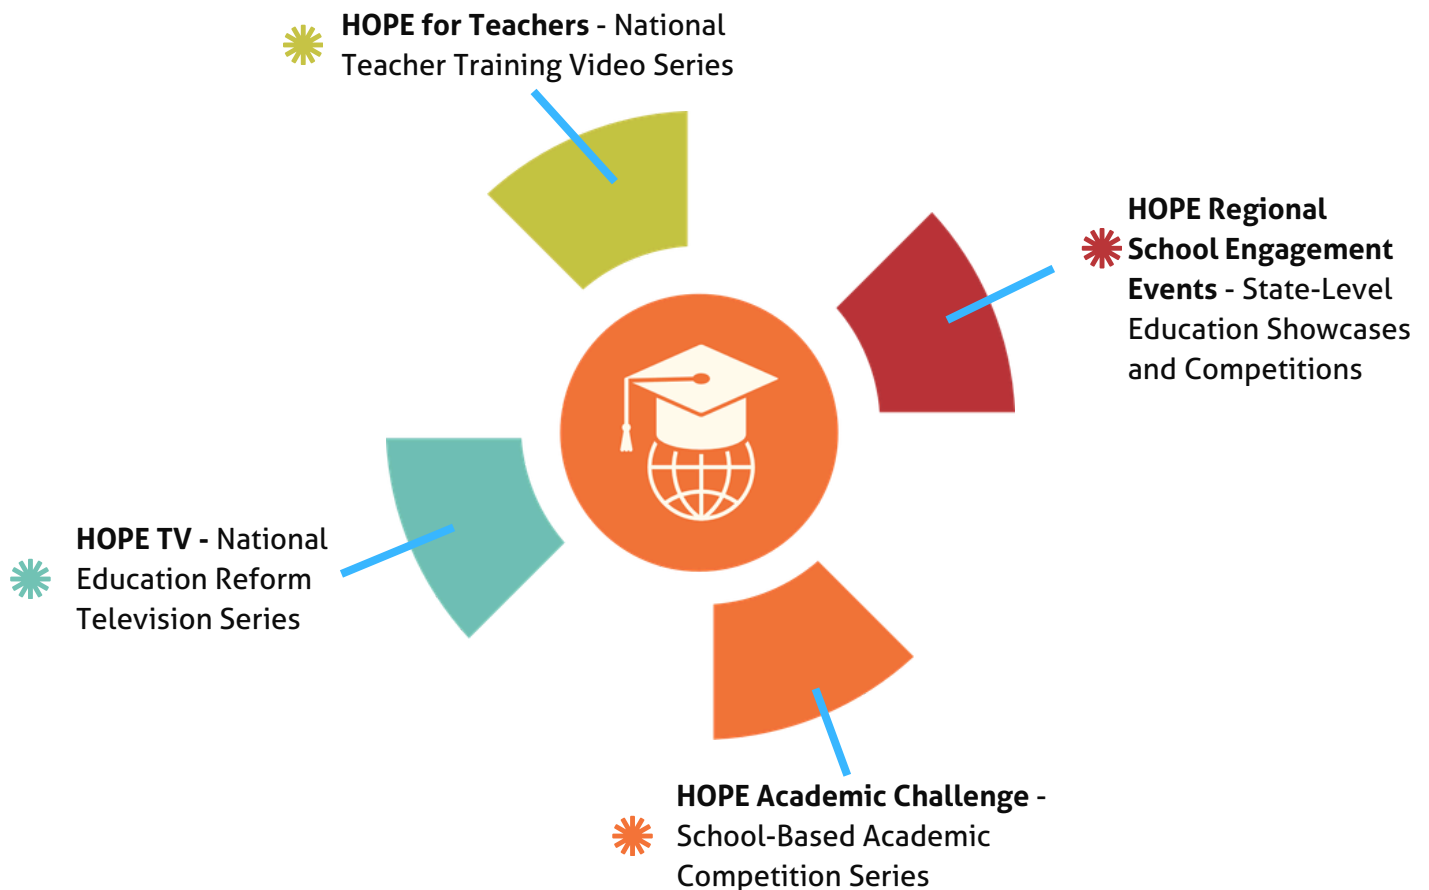 HOPE for Teachers - National
Teacher Training Video Series
HOPE Regional
School Engagement
Events - State-Level
Education Showcases
and Competitions
HOPE TV - National
Education Reform
Television Series
HOPE Academic Challenge -
School-Based Academic
Competition Series